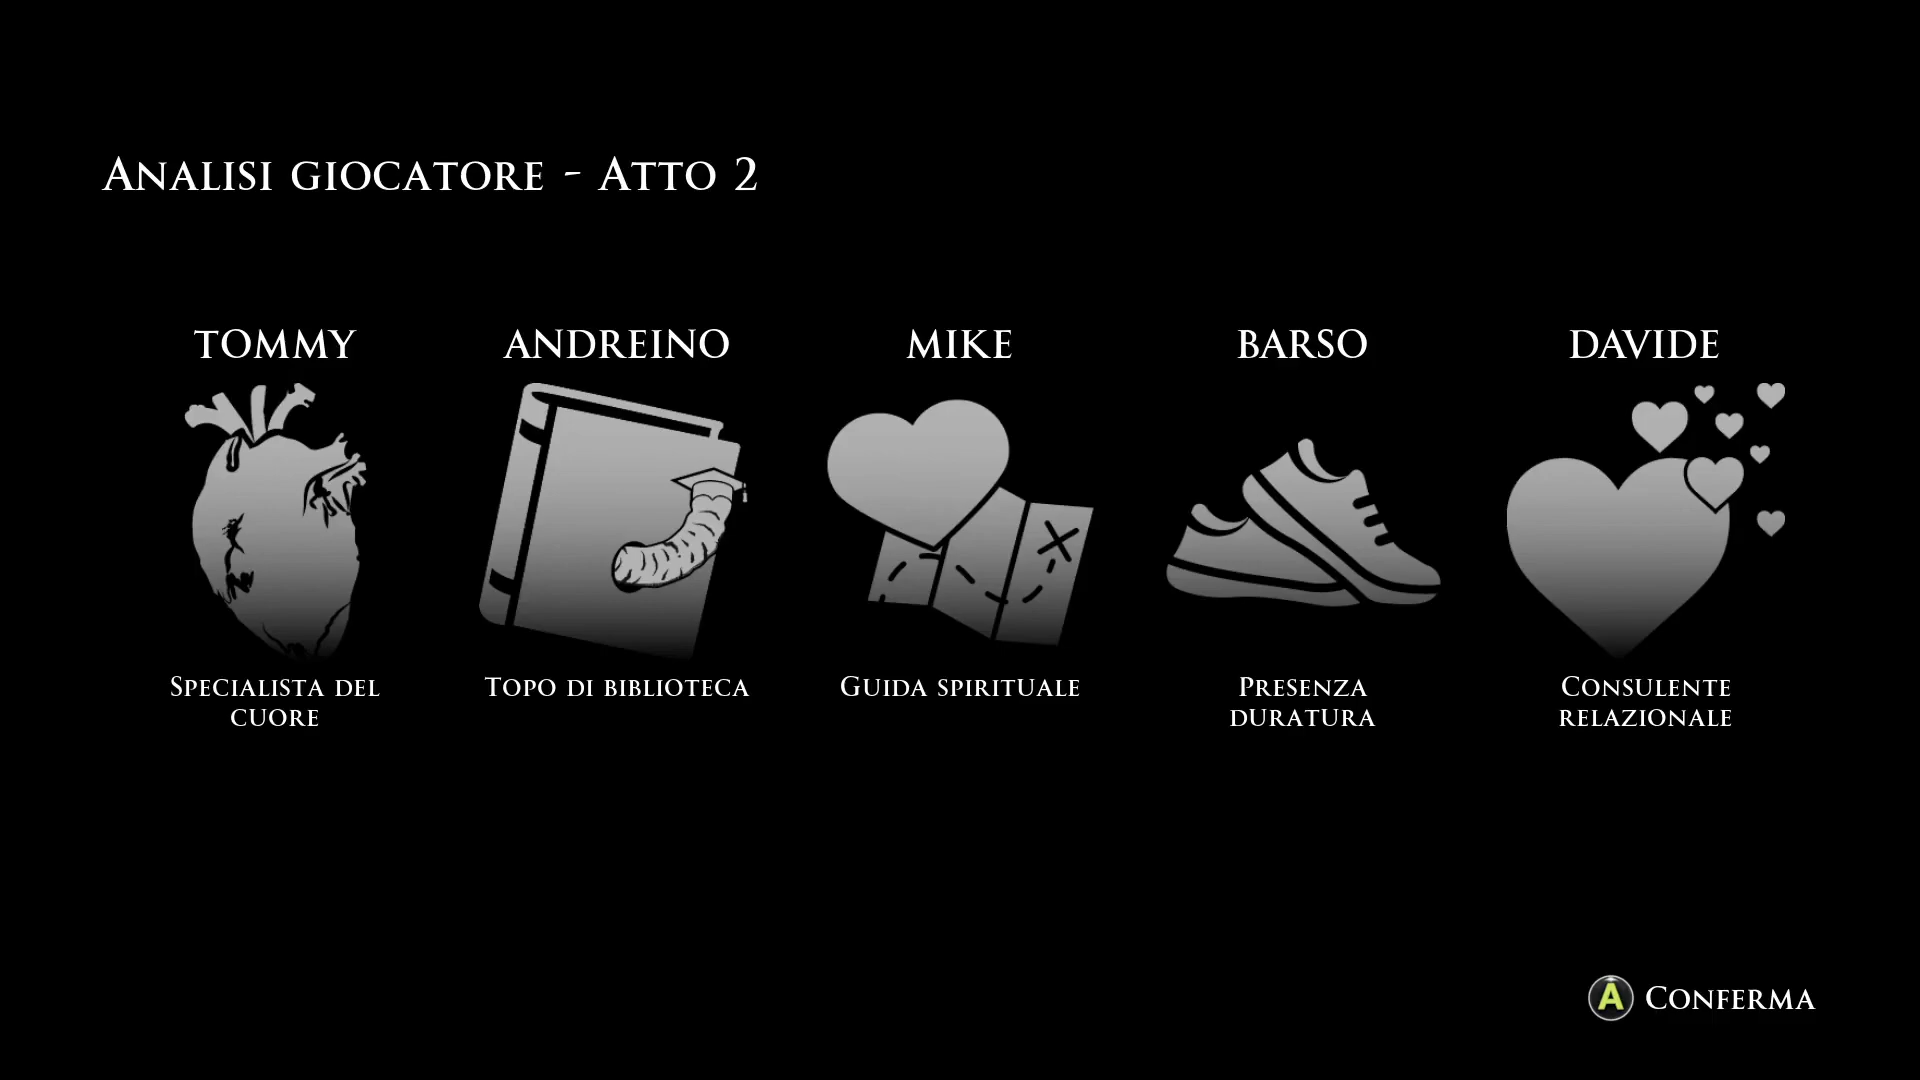 Analisi giocatore - Atto 2
TOMMY
ANDREINO
MIKE
BARSO
DAVIDE
Specialista del
cuore
Topo di biblioteca
Guida spirituale
Presenza
duratura
Consulente
relazionale
A Conferma